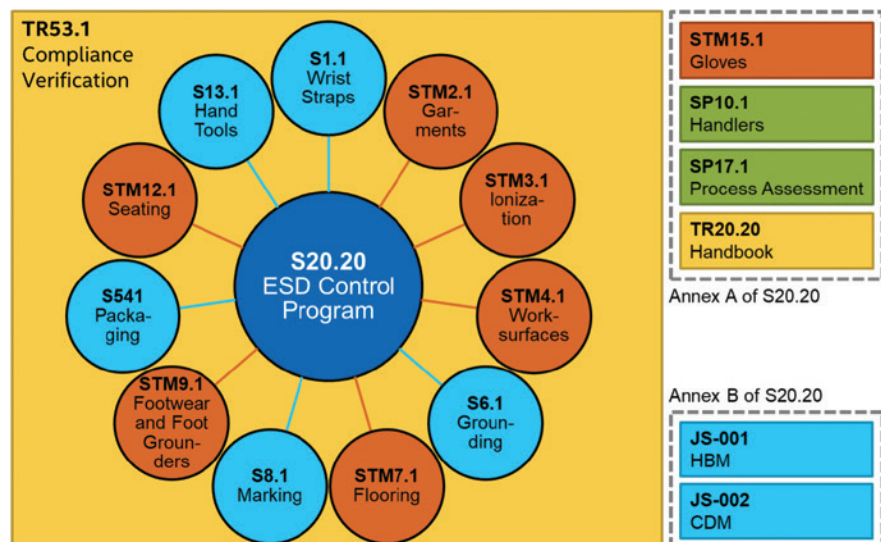 TR53.1
Compliance
Verification
S1.1
Wrist
Straps
STM2.1
Gar-
ments
STM3.1
Ioniza-
tion
STM4.1
Work-
surfaces
S6.1
Groun-
ding
STM7.1
Flooring
S8.1
Marking
STM9.1
Footwear
and Foot
Groun-
ders
S541
Packa-
ging
STM12.1
Seating
S13.1
Hand
Tools
S20.20
ESD Control
Program
STM15.1
Gloves
SP10.1
Handlers
SP17.1
Process Assessment
TR20.20
Handbook
Annex A of S20.20
Annex B of S20.20
JS-001
HBM
JS-002
CDM